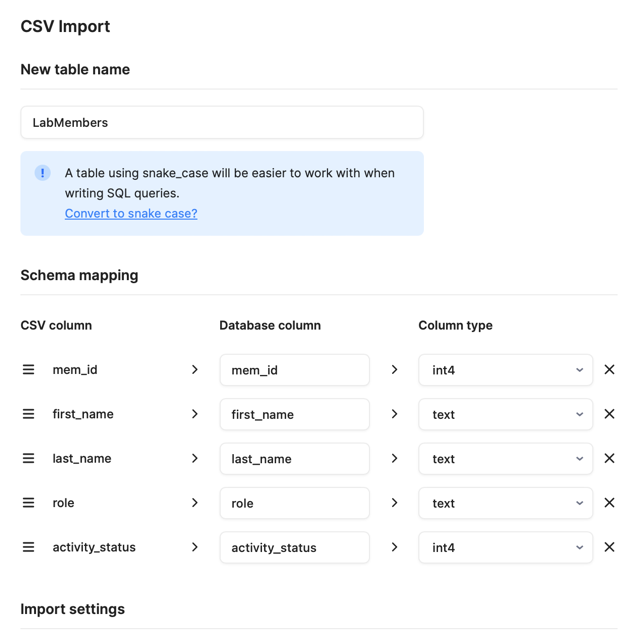 CSV Import
New table name
LabMembers
! A table using snake_case will be easier to work with when
writing SQL queries.
Convert to snake case?
Schema mapping
CSV column Database column Column type
mem_id mem_id int4
first_name first_name text
last_name last_name text
role role text
activity_status activity_status int4
Import settings